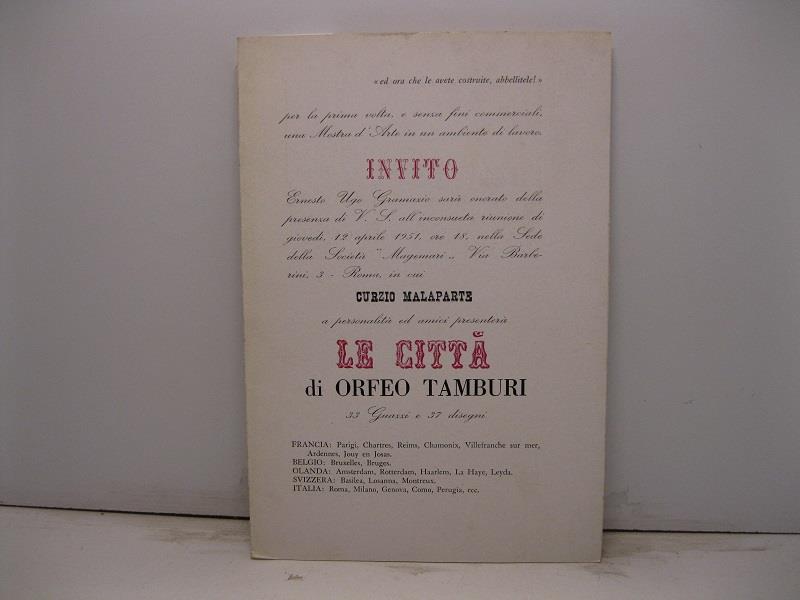 « ed ora che le avete costruite, abbellitele! »
per la prima volta, e senza fini commerciali,
una Mostra d'Arte in un ambiente di lavoro.
INVITO
Ernesto Ugo Gramazio sarà onorato della
presenza di V. S. all'inconsueta riunione di
giovedì, 12 aprile 1951, ore 18, nella Sede
della Società "Magemari„ Via Barbe-
rini, 3 - Roma, in cui
CURZIO MALAPARTE
a personalità ed amici presenterà
LE CITTÀ
di ORFEO TAMBURI
33 Guazzi e 37 disegni
FRANCIA: Parigi, Chartres, Reims, Chamonix, Villefranche sur mer,
Ardennes, Jouy en Josas.
BELGIO: Bruxelles, Bruges.
OLANDA: Amsterdam, Rotterdam, Haarlem, La Haye, Leyda.
SVIZZERA: Basilea, Losanna, Montreux.
ITALIA: Roma, Milano, Genova, Como, Perugia, ecc.